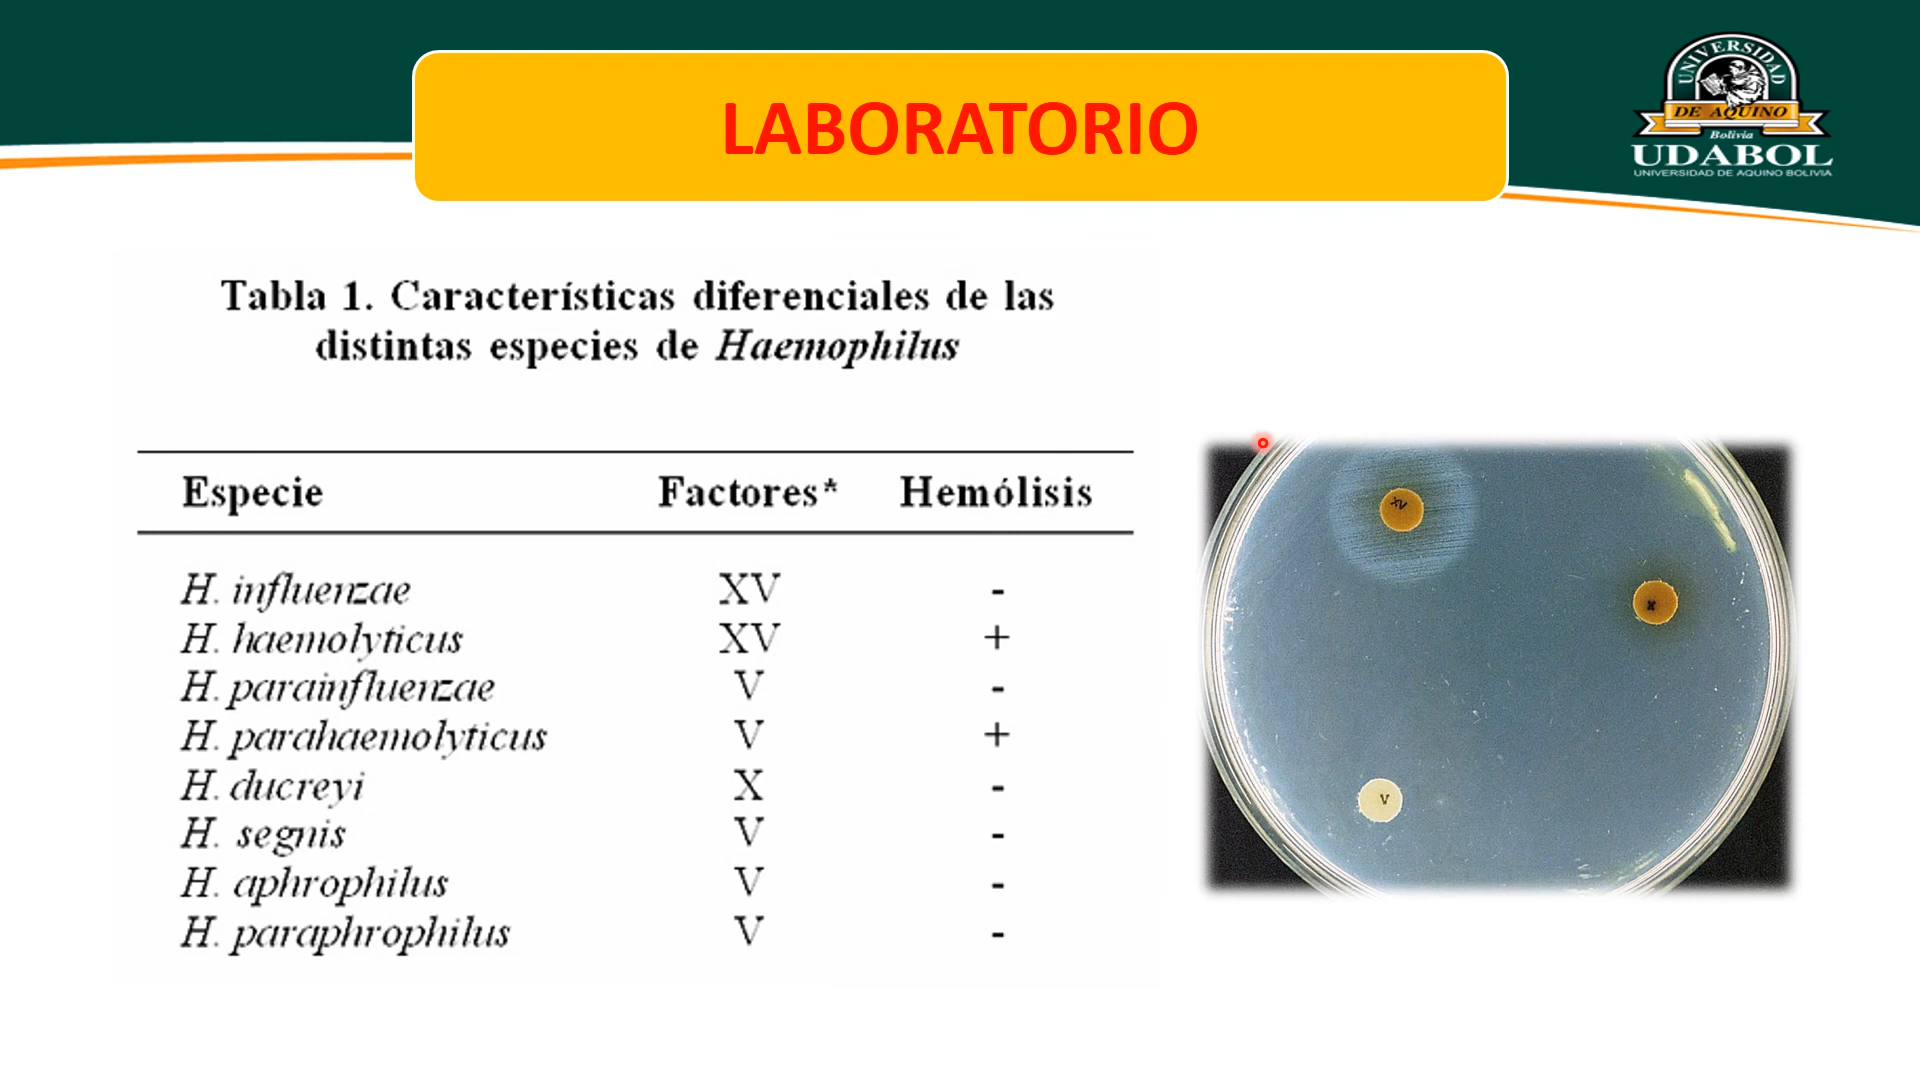 LABORATORIO
UNIVERSIDAD
DE AQUINO
Bolivia
UDABOL
UNIVERSIDAD DE AQUINO BOLIVIA
Tabla 1. Características diferenciales de las
distintas especies de Haemophilus
Especie Factores* Hemólisis
H. influenzae XV -
H. haemolyticus XV +
H. parainfluenzae V -
H. parahaemolyticus V +
H. ducreyi X -
H. segnis V -
H. aphrophilus V -
H. paraphrophilus V -
XV
X
V